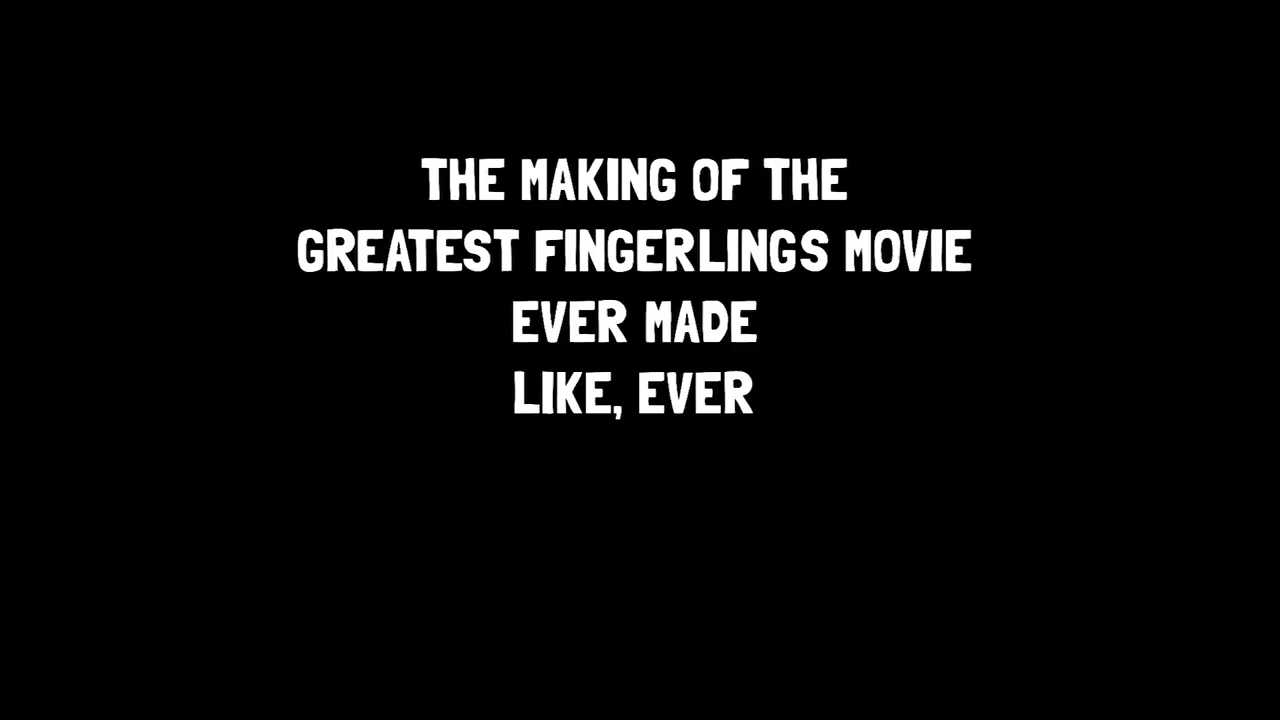 THE MAKING OF THE
GREATEST FINGERLINGS MOVIE
EVER MADE
LIKE, EVER